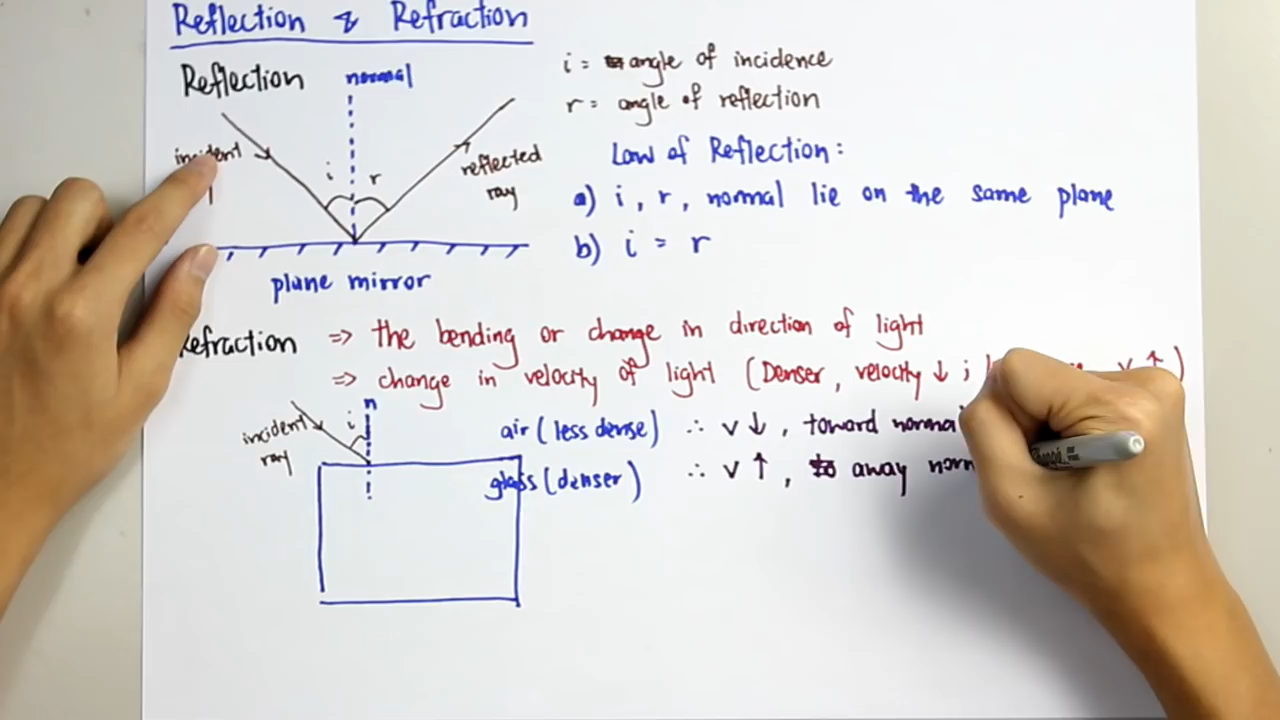 Reflection & Refraction
Reflection
normal
i = angle of incidence
r = angle of reflection
incident
i
r
reflected
ray
Law of Reflection:
a) i, r, normal lie on the same plane
b) i = r
plane mirror
Refraction => the bending or change in direction of light
=> change in velocity of light (Denser, velocity ↓ ; v ↑)
n
incident
ray
i
air (less dense) ∴ v ↓, toward normal
glass (denser) ∴ v ↑, away norm